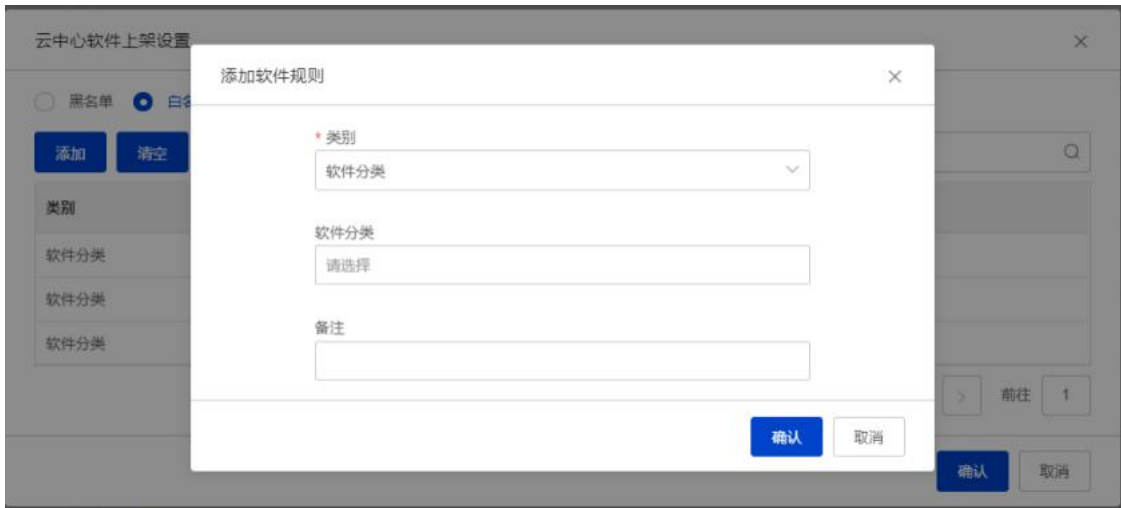 云中心软件上架设置
添加软件规则
黑名单
* 类别
添加 清空
软件分类
类别
软件分类
软件分类
请选择
软件分类
备注
软件分类
前往 1
确认 取消
确认 取消